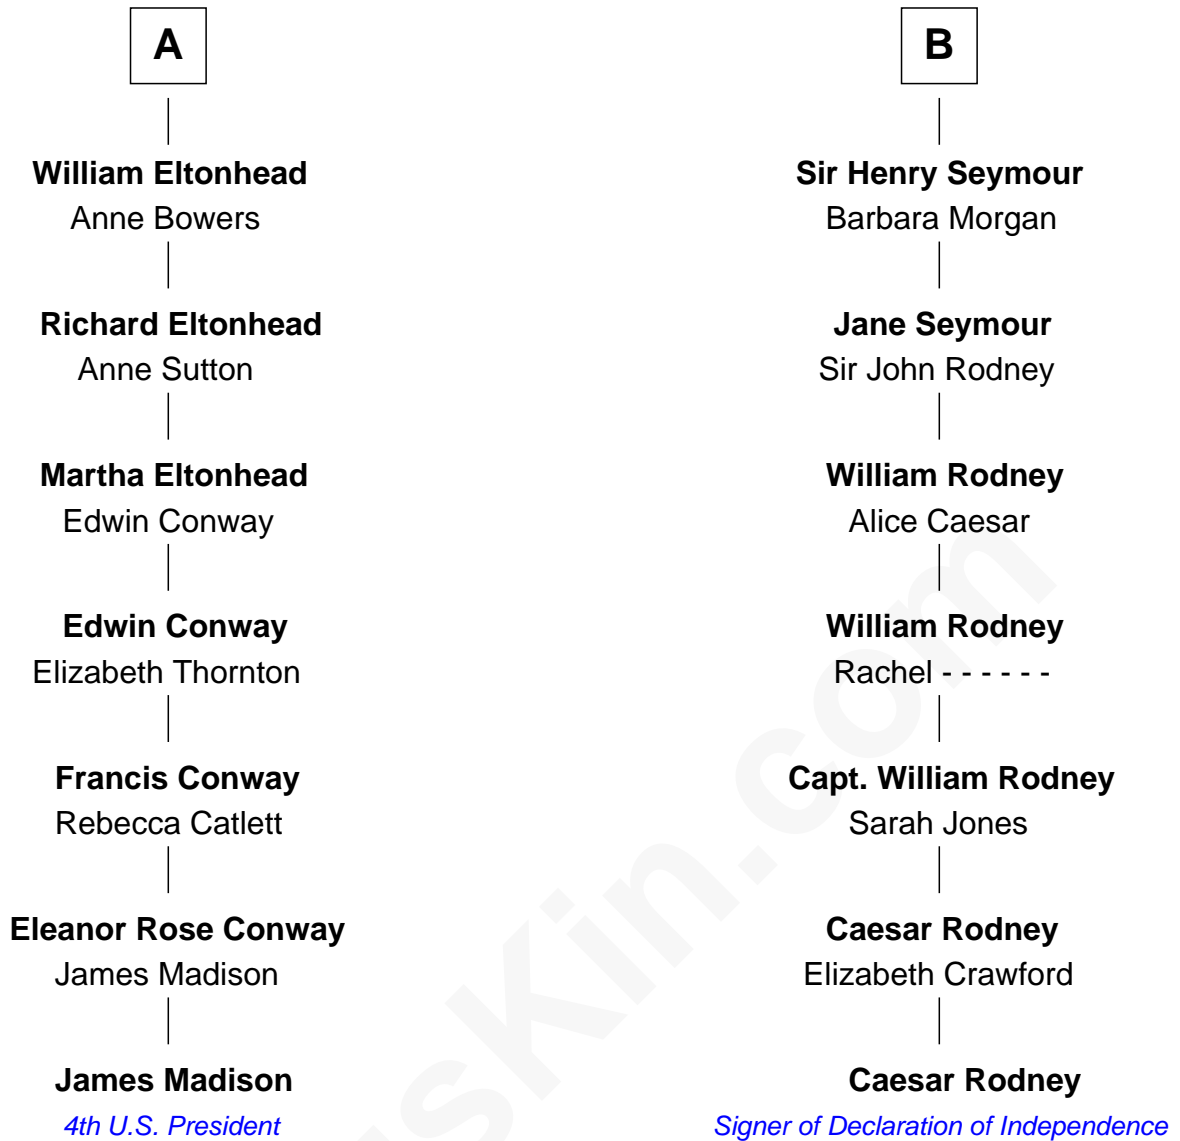 A
William Eltonhead
Anne Bowers
Richard Eltonhead
Anne Sutton
Martha Eltonhead
Edwin Conway
Edwin Conway
Elizabeth Thornton
Francis Conway
Rebecca Catlett
Eleanor Rose Conway
James Madison
James Madison
4th U.S. President
B
Sir Henry Seymour
Barbara Morgan
Jane Seymour
Sir John Rodney
William Rodney
Alice Caesar
William Rodney
Rachel - - - - - -
Capt. William Rodney
Sarah Jones
Caesar Rodney
Elizabeth Crawford
Caesar Rodney
Signer of Declaration of Independence
usKin.com